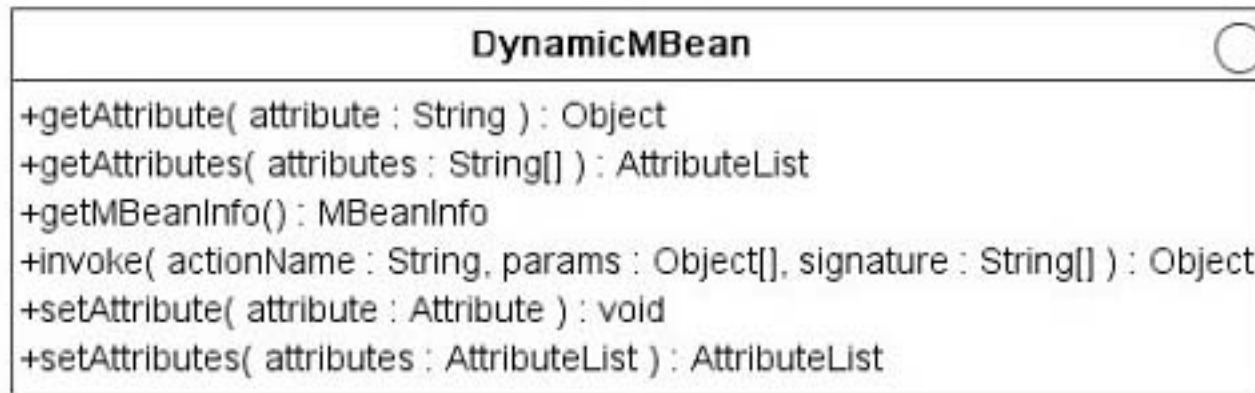 DynamicMBean
+getAttribute( attribute : String ) : Object
+getAttributes( attributes : String[] ) : AttributeList
+getMBeanInfo() : MBeanInfo
+invoke( actionName : String, params : Object[], signature : String[] ) : Object
+setAttribute( attribute : Attribute ) : void
+setAttributes( attributes : AttributeList ) : AttributeList